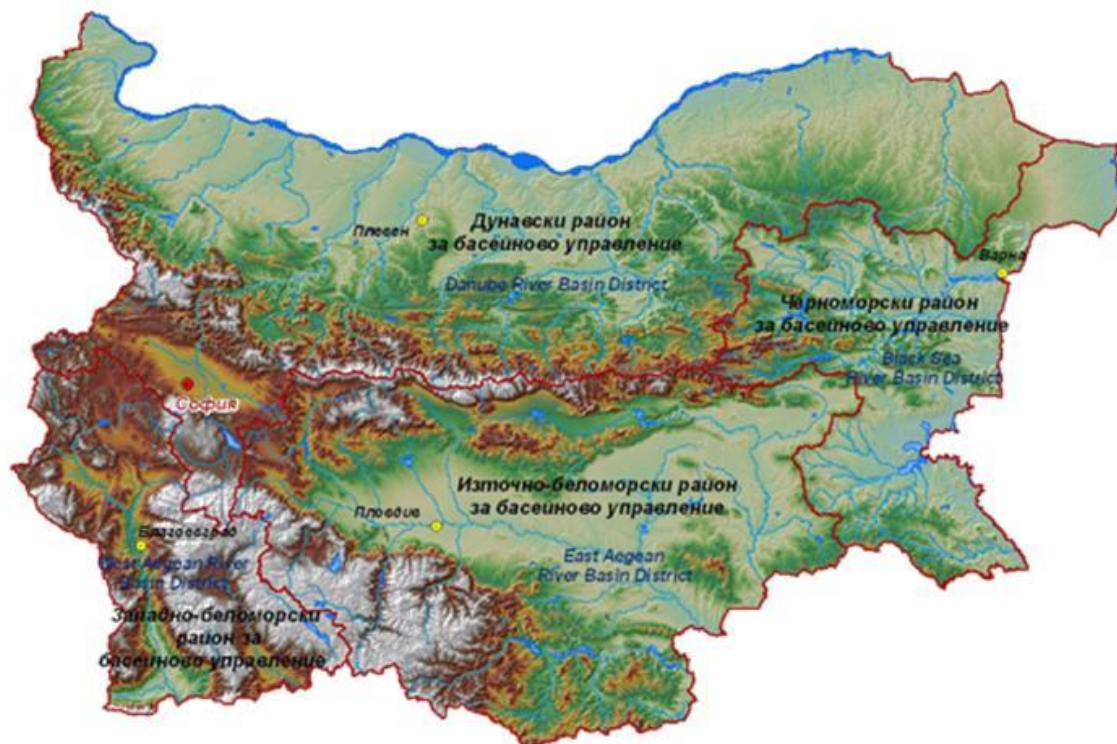 Плевен
Дунавски район
за басейново управление
Danube River Basin District
Варна
Черноморски район
за басейново управление
Black Sea
River Basin District
София
Източно-беломорски район
за басейново управление
Пловдив
East Aegean
River Basin District
Благоевград
West Aegean River
Basin District
Западно-беломорски
район за
басейново управление